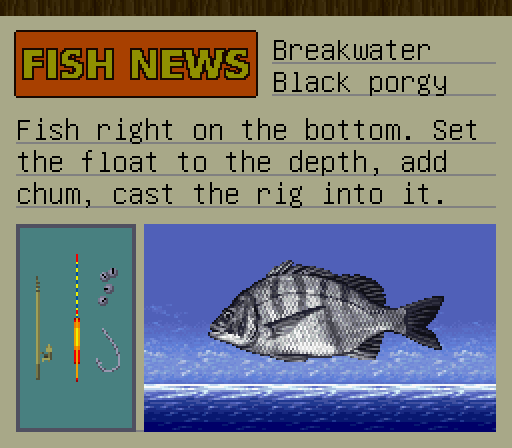 FISH NEWS
Breakwater
Black porgy
Fish right on the bottom. Set
the float to the depth, add
chum, cast the rig into it.